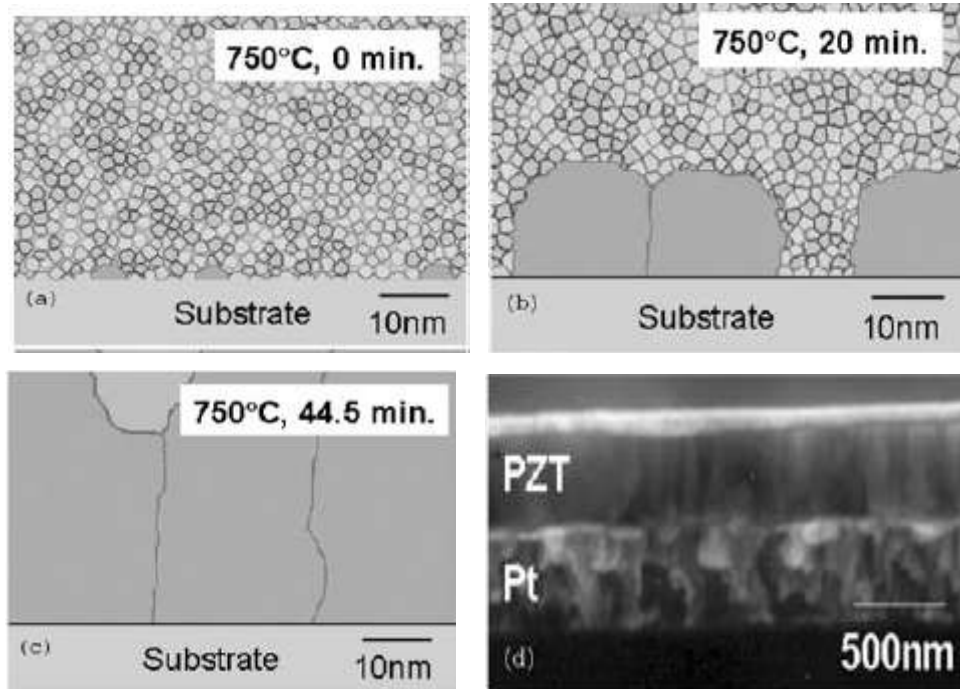 750°C, 0 min.
(a)
Substrate
10nm
750°C, 20 min.
(b)
Substrate
10nm
750°C, 44.5 min.
(c)
Substrate
10nm
PZT
Pt
(d)
500nm